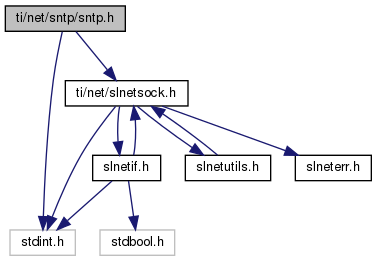 ti/net/sntp/sntp.h
ti/net/slnetsock.h
slnetif.h
slnetutils.h
slneterr.h
stdint.h
stdbool.h